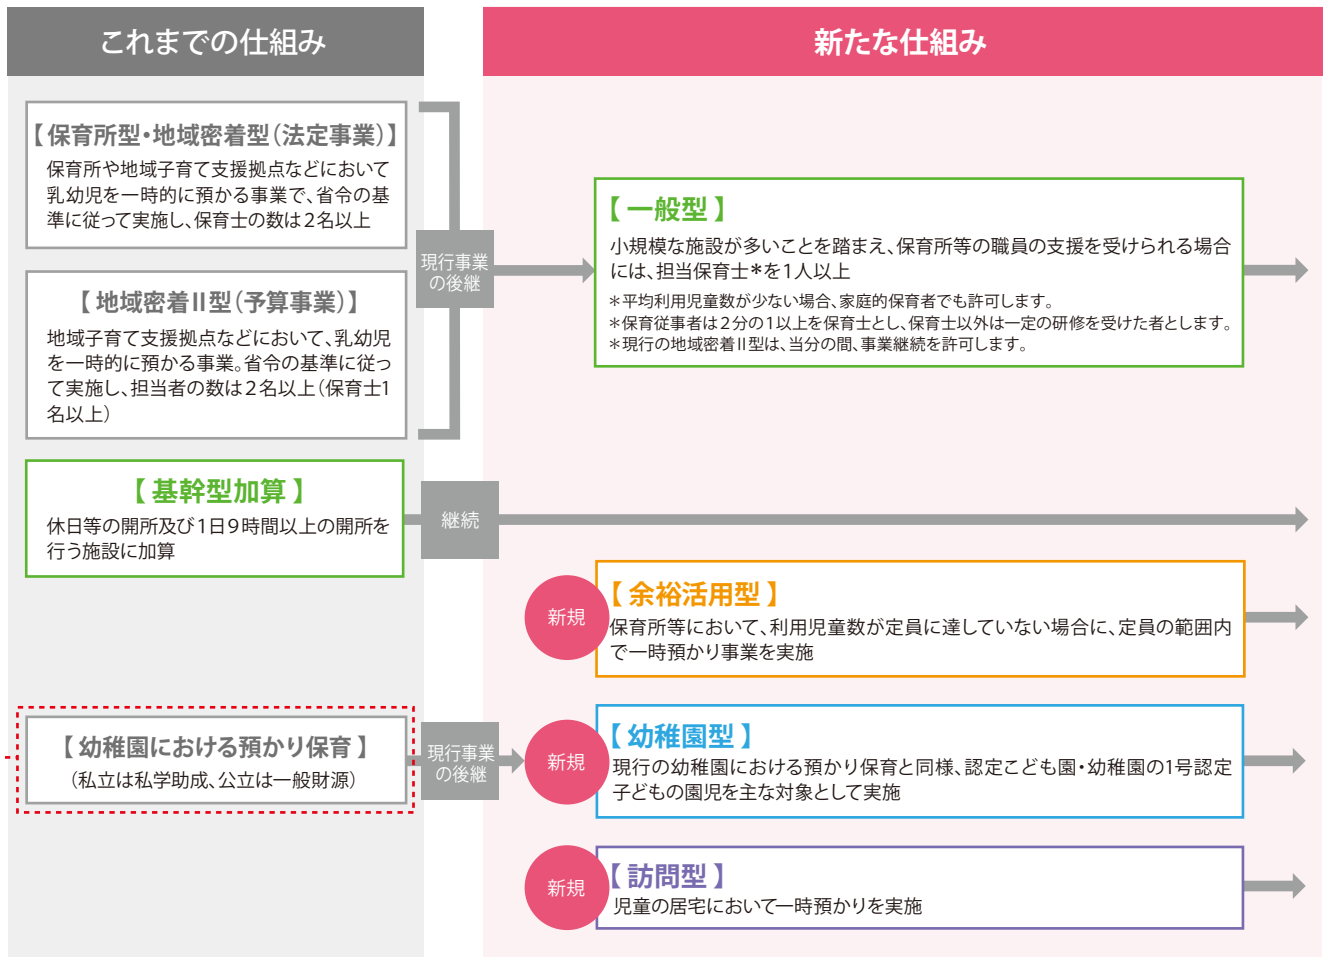 これまでの仕組み
新たな仕組み
【 保育所型・地域密着型（法定事業）】
保育所や地域子育て支援拠点などにおいて
乳幼児を一時的に預かる事業で、省令の基
準に従って実施し、保育士の数は２名以上
【 地域密着Ⅱ型（予算事業）】
地域子育て支援拠点などにおいて、乳幼児
を一時的に預かる事業。省令の基準に従っ
て実施し、担当者の数は２名以上（保育士1
名以上）
現行事業
の後継
【 一般型 】
小規模な施設が多いことを踏まえ、保育所等の職員の支援を受けられる場合
には、担当保育士＊を1人以上
＊平均利用児童数が少ない場合、家庭的保育者でも許可します。
＊保育従事者は２分の１以上を保育士とし、保育士以外は一定の研修を受けた者とします。
＊現行の地域密着Ⅱ型は、当分の間、事業継続を許可します。
【 基幹型加算 】
休日等の開所及び１日９時間以上の開所を
行う施設に加算
継続
新規
【 余裕活用型 】
保育所等において、利用児童数が定員に達していない場合に、定員の範囲内
で一時預かり事業を実施
【 幼稚園における預かり保育 】
（私立は私学助成、公立は一般財源）
現行事業
の後継
新規
【 幼稚園型 】
現行の幼稚園における預かり保育と同様、認定こども園・幼稚園の1号認定
子どもの園児を主な対象として実施
新規
【 訪問型 】
児童の居宅において一時預かりを実施